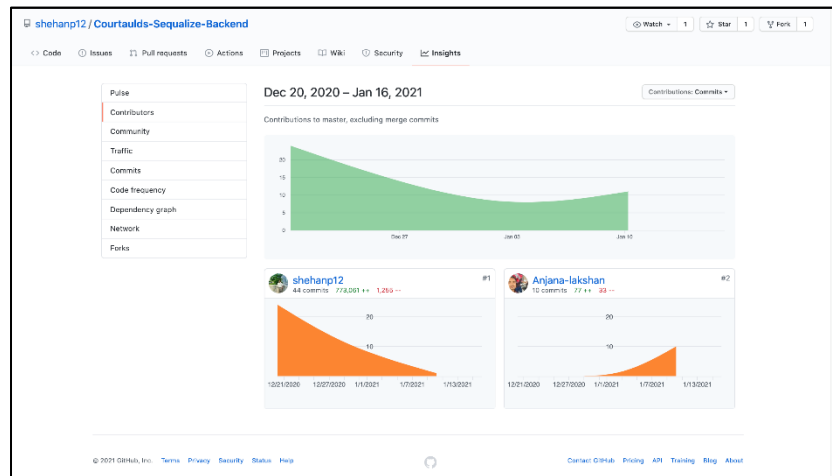 shehanp12 / Courtaulds-Sequalize-Backend
Watch 1 Star 1 Fork 1
Code Issues Pull requests Actions Projects Wiki Security Insights
Pulse
Contributors
Community
Traffic
Commits
Code frequency
Dependency graph
Network
Forks
Dec 20, 2020 – Jan 16, 2021
Contributions: Commits
Contributions to master, excluding merge commits
20
15
10
5
0
Dec 27 Jan 03 Jan 10
shehanp12 #1
44 commits 773,061 ++ 1,265 --
20
10
12/21/2020 12/27/2020 1/1/2021 1/7/2021 1/13/2021
Anjana-lakshan #2
10 commits 77 ++ 33 --
20
10
12/21/2020 12/27/2020 1/1/2021 1/7/2021 1/13/2021
© 2021 GitHub, Inc. Terms Privacy Security Status Help
Contact GitHub Pricing API Training Blog About